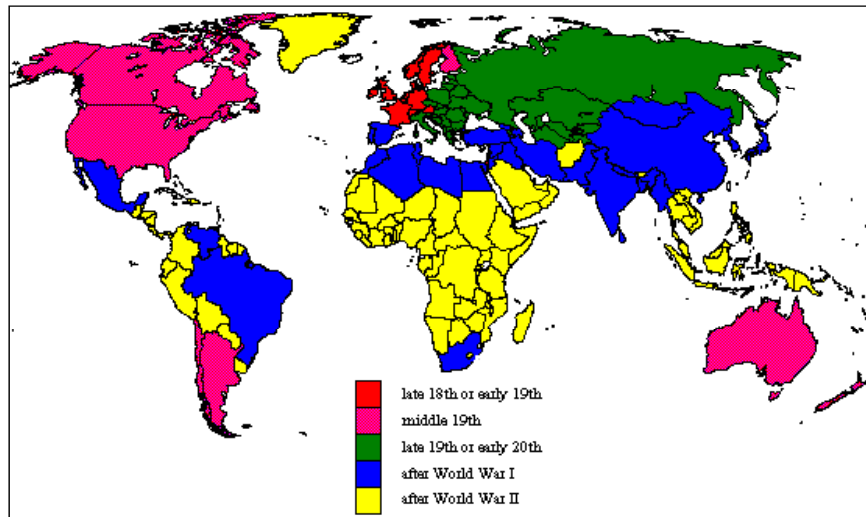 late 18th or early 19th
middle 19th
late 19th or early 20th
after World War I
after World War II